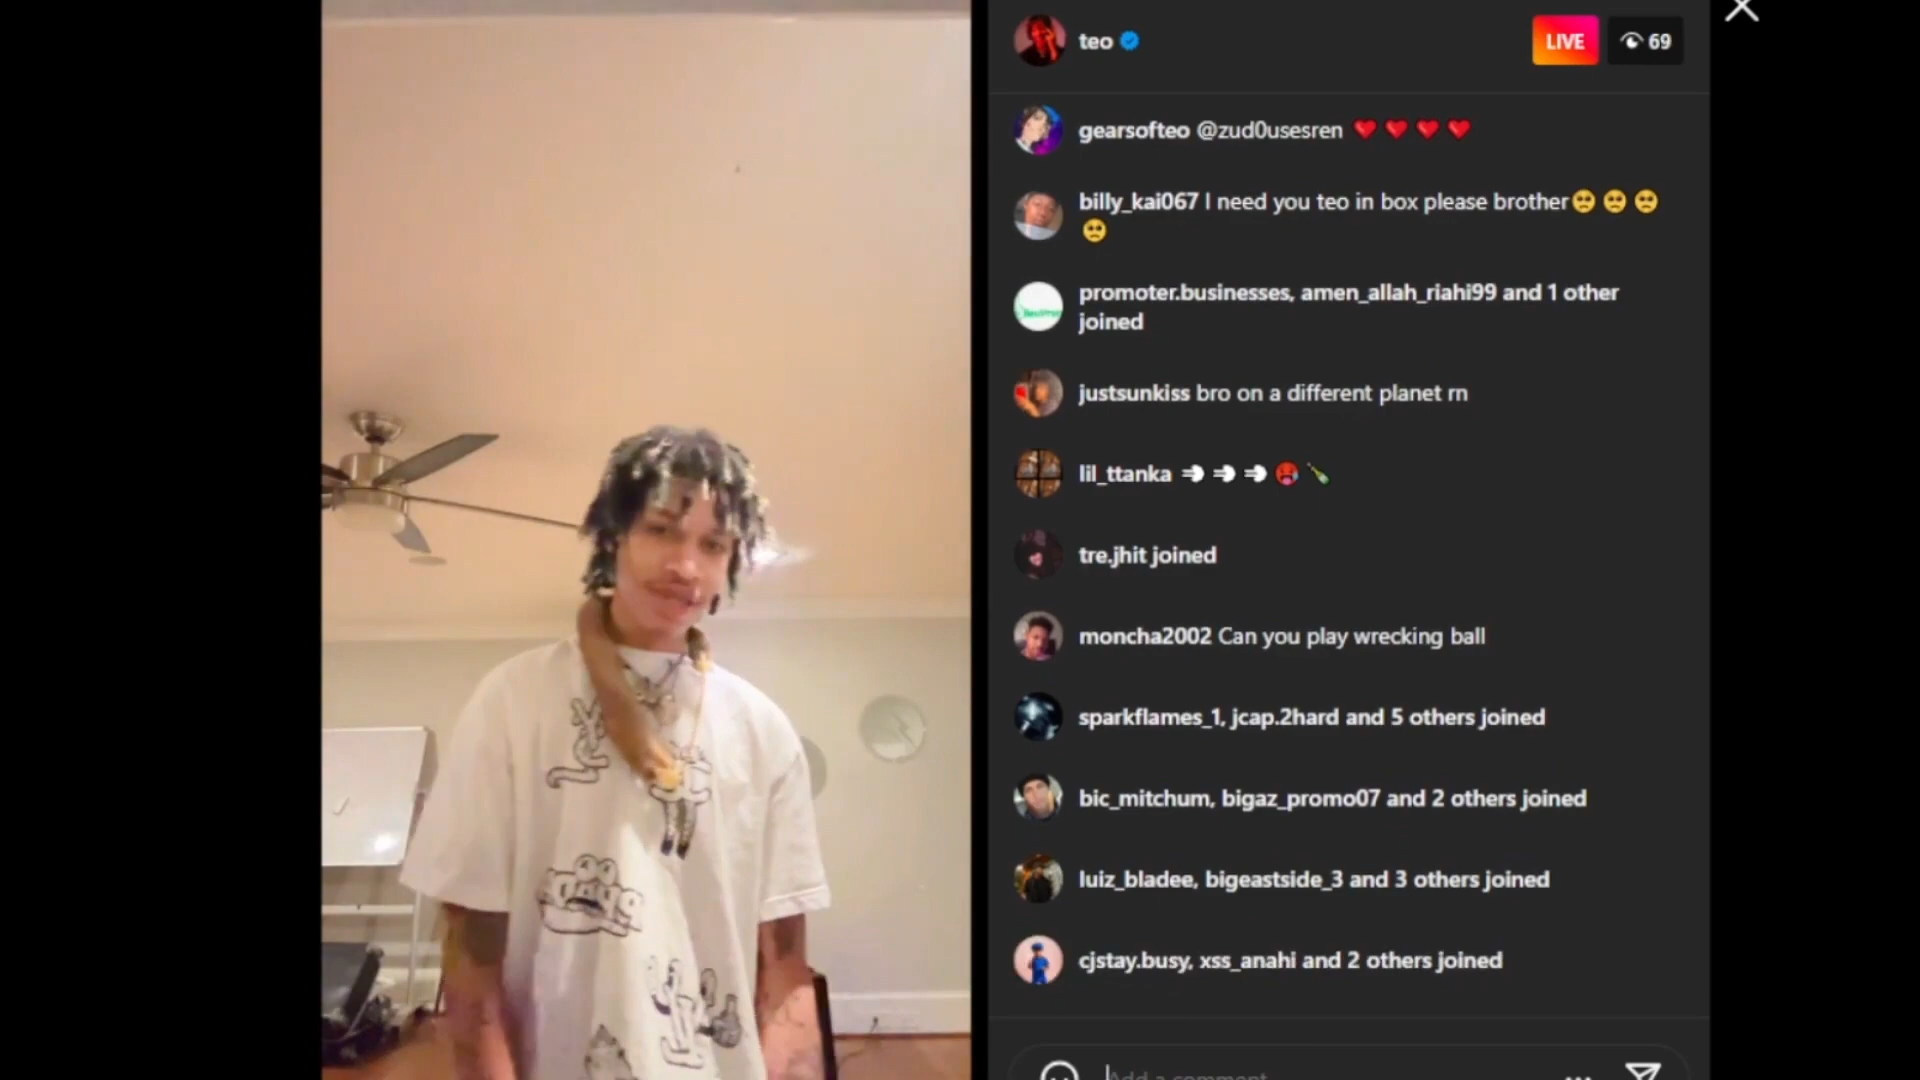 teo
LIVE
69
gearsofteo @zud0usesren ❤️ ❤️ ❤️ ❤️
billy_kai067 I need you teo in box please brother🥺 🥺 🥺
🥺
promoter.businesses, amen_allah_riahi99 and 1 other
joined
justsunkiss bro on a different planet rn
lil_ttanka
tre.jhit joined
moncha2002 Can you play wrecking ball
sparkflames_1, jcap.2hard and 5 others joined
bic_mitchum, bigaz_promo07 and 2 others joined
luiz_bladee, bigeastside_3 and 3 others joined
cjstay.busy, xss_anahi and 2 others joined
Add a comment...